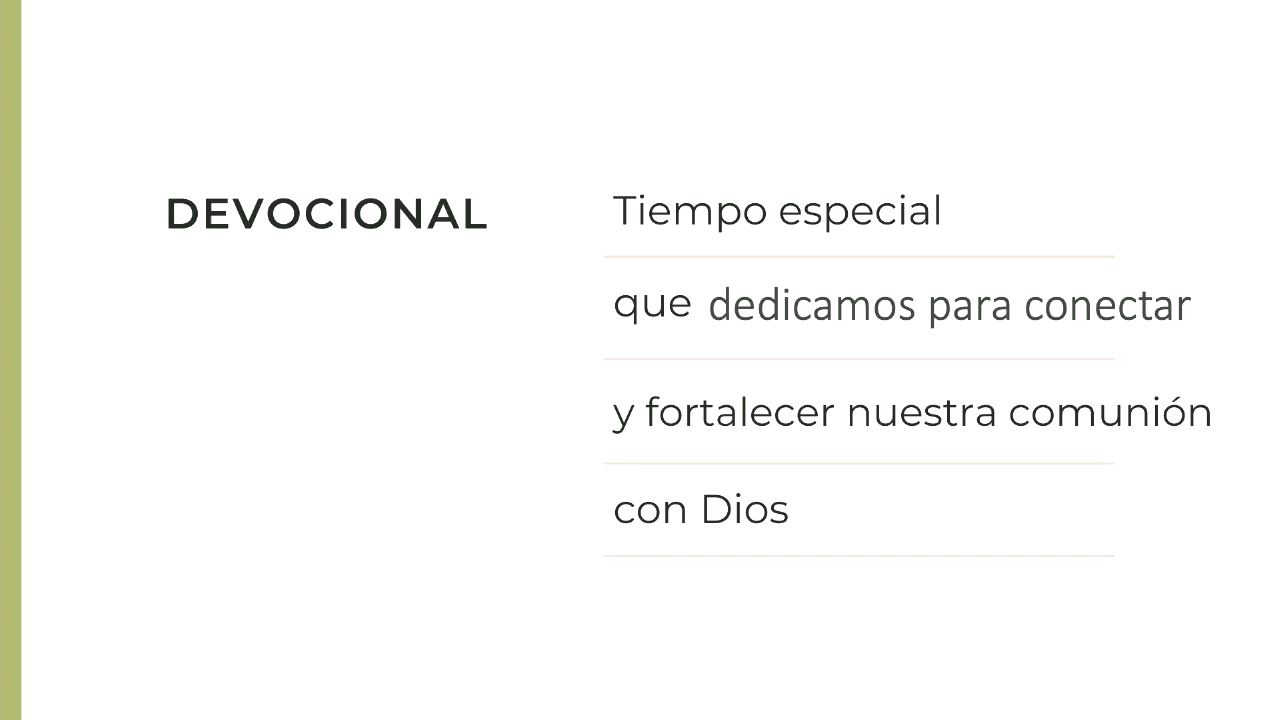 DEVOCIONAL
Tiempo especial
que dedicamos para conectar
y fortalecer nuestra comunión
con Dios